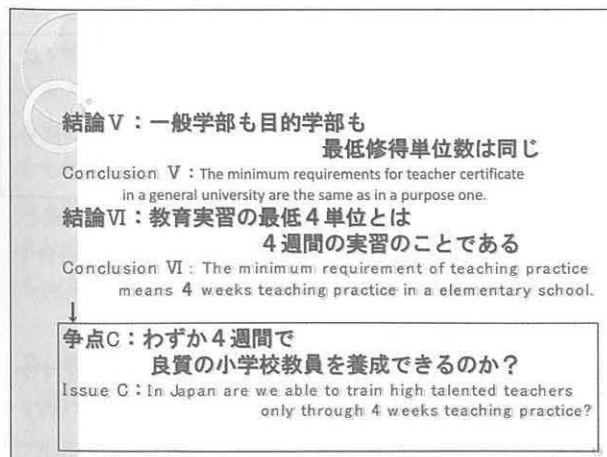 結論Ⅴ：一般学部も目的学部も
最低修得単位数は同じ
Conclusion Ⅴ：The minimum requirements for teacher certificate
in a general university are the same as in a purpose one.
結論Ⅵ：教育実習の最低４単位とは
４週間の実習のことである
Conclusion Ⅵ：The minimum requirement of teaching practice
means 4 weeks teaching practice in a elementary school.
↓
争点C：わずか４週間で
良質の小学校教員を養成できるのか？
Issue C：In Japan are we able to train high talented teachers
only through 4 weeks teaching practice?